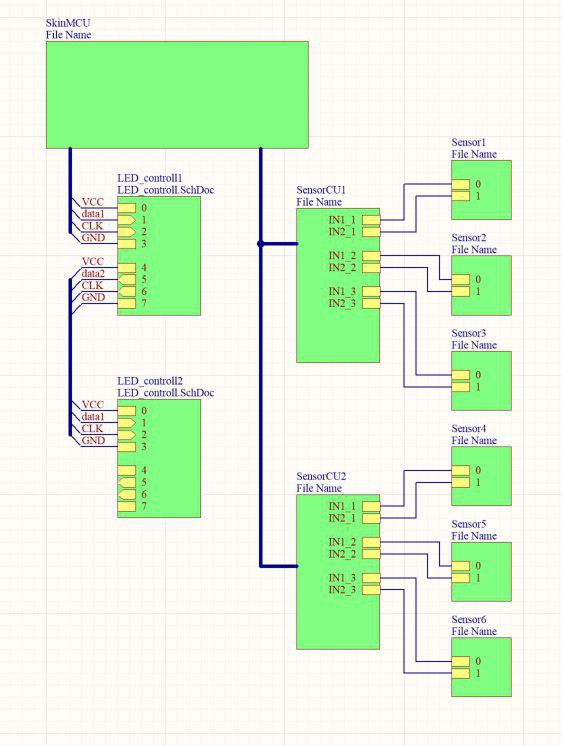 SkinMCU
File Name
LED_controll1
LED_controll.SchDoc
VCC 0
data1 1
CLK 2
GND 3
VCC 4
data2 5
CLK 6
GND 7
LED_controll2
LED_controll.SchDoc
VCC 0
data1 1
CLK 2
GND 3
4
5
6
7
SensorCU1
File Name
IN1_1
IN2_1
IN1_2
IN2_2
IN1_3
IN2_3
Sensor1
File Name
0
1
Sensor2
File Name
0
1
Sensor3
File Name
0
1
SensorCU2
File Name
IN1_1
IN2_1
IN1_2
IN2_2
IN1_3
IN2_3
Sensor4
File Name
0
1
Sensor5
File Name
0
1
Sensor6
File Name
0
1